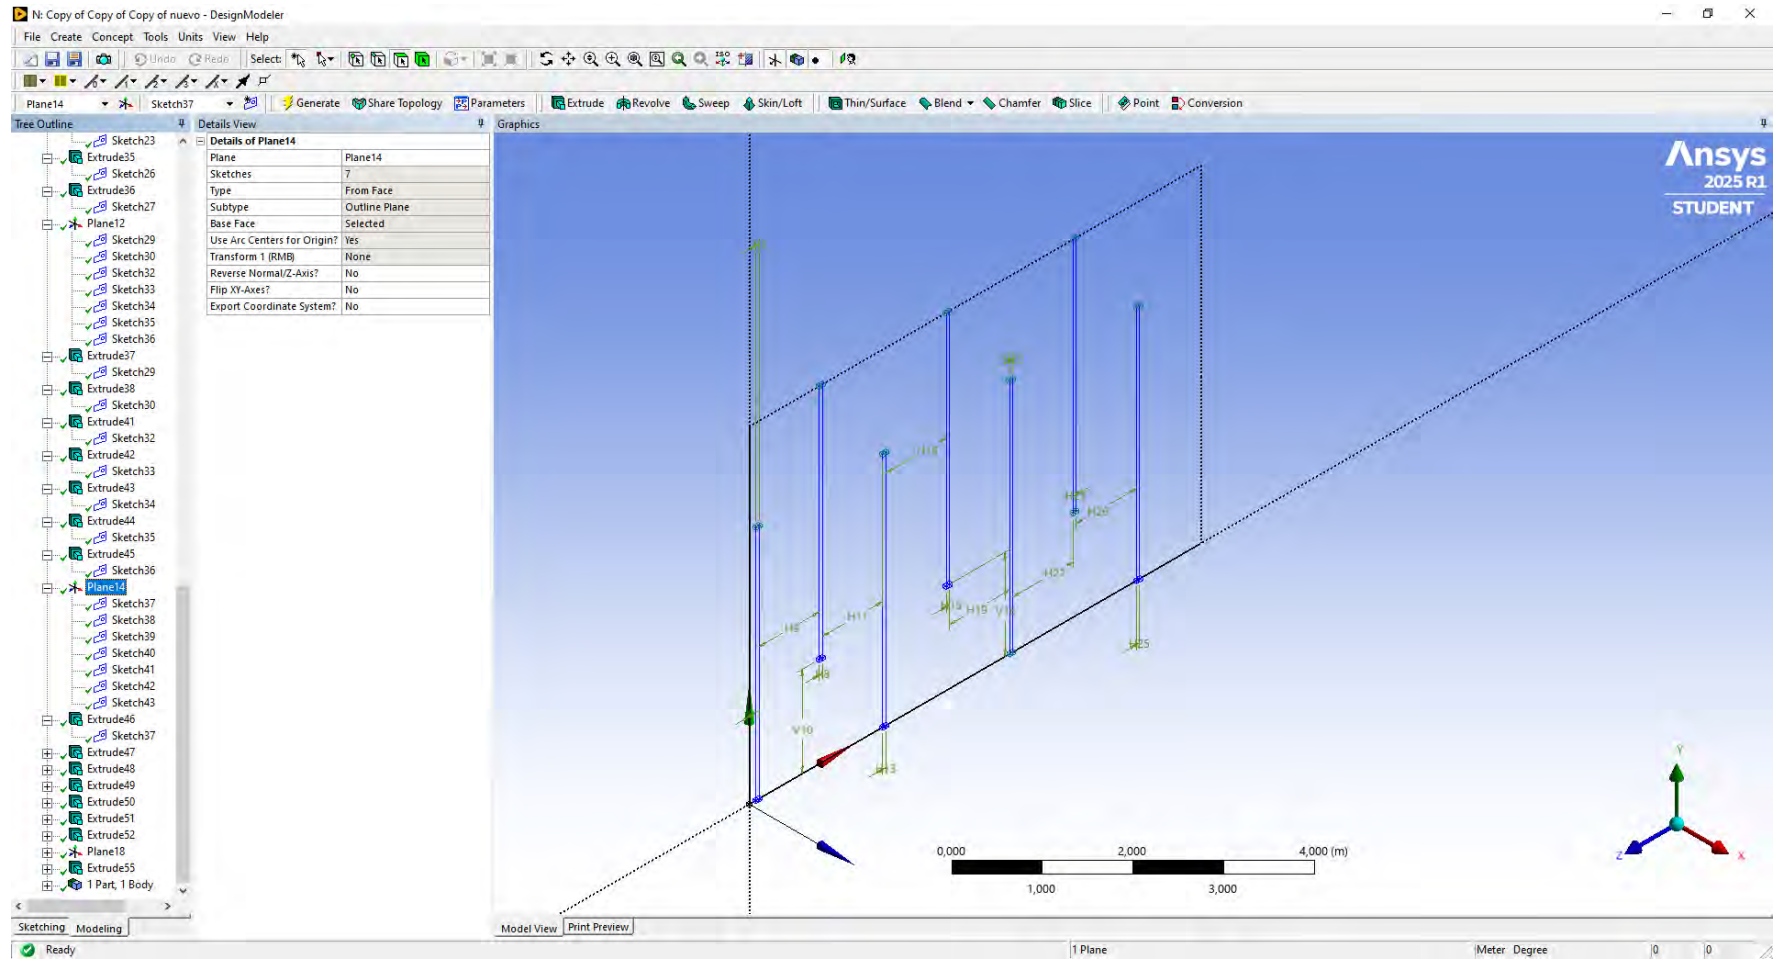 N: Copy of Copy of Copy of nuevo - DesignModeler
File Create Concept Tools Units View Help
Undo Redo Select:
Plane14 Sketch37 Generate Share Topology Parameters Extrude Revolve Sweep Skin/Loft Thin/Surface Blend Chamfer Slice Point Conversion
Tree Outline
Sketch23
Extrude35
Sketch26
Extrude36
Sketch27
Plane12
Sketch29
Sketch30
Sketch32
Sketch33
Sketch34
Sketch35
Sketch36
Extrude37
Sketch29
Extrude38
Sketch30
Extrude41
Sketch32
Extrude42
Sketch33
Extrude43
Sketch34
Extrude44
Sketch35
Extrude45
Sketch36
Plane14
Sketch37
Sketch38
Sketch39
Sketch40
Sketch41
Sketch42
Sketch43
Extrude46
Sketch37
Extrude47
Extrude48
Extrude49
Extrude50
Extrude51
Extrude52
Plane18
Extrude55
1 Part, 1 Body
Sketching Modeling
Details View
Details of Plane14
Plane Plane14
Sketches 7
Type From Face
Subtype Outline Plane
Base Face Selected
Use Arc Centers for Origin? Yes
Transform 1 (RMB) None
Reverse Normal/Z-Axis? No
Flip XY-Axes? No
Export Coordinate System? No
Graphics
Ansys
2025 R1
STUDENT
H20
H22
H11
H19
V10
H25
0,000 2,000 4,000 (m)
1,000 3,000
Y
Z X
Model View Print Preview
Ready 1 Plane Meter Degree 0 0